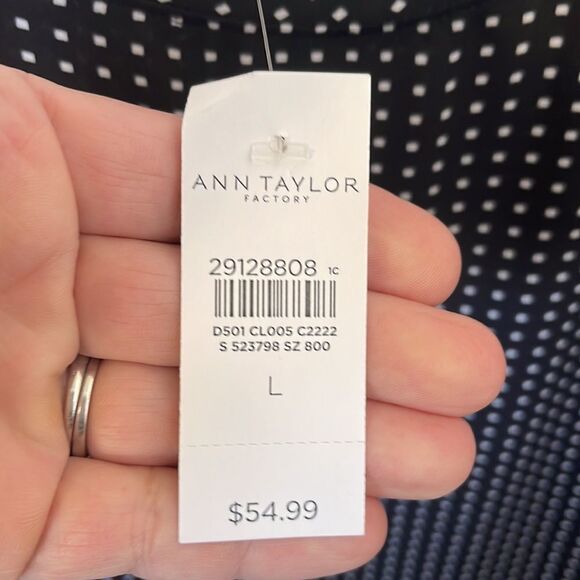 ANN TAYLOR
FACTORY
29128808 1C
D501 CL005 C2222
S 523798 SZ 800
L
$54.99